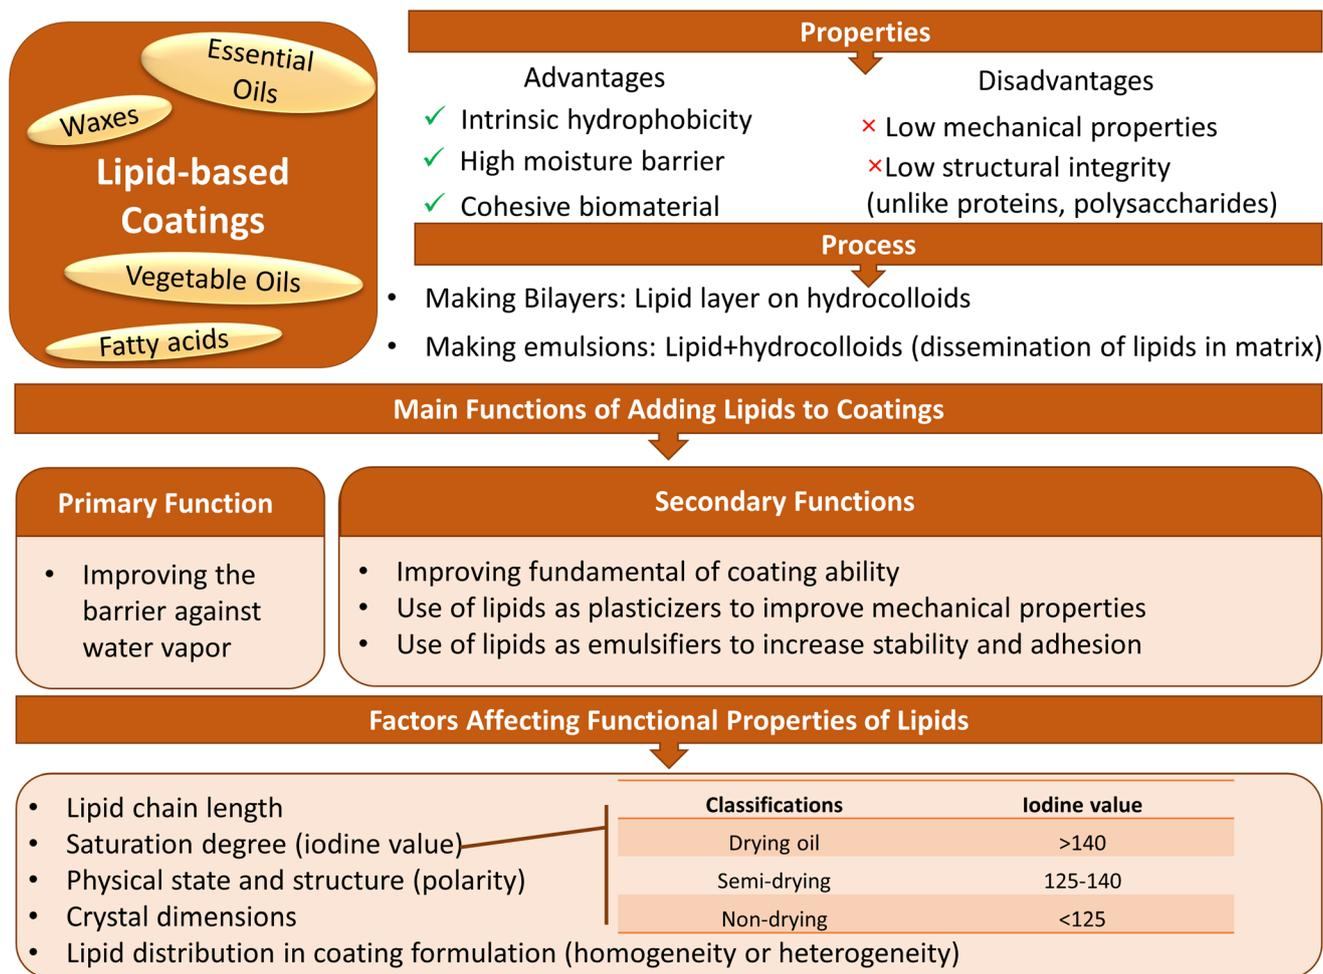 Essential
Oils
Waxes
Lipid-based
Coatings
Vegetable Oils
Fatty acids
Properties
Advantages
✓ Intrinsic hydrophobicity
✓ High moisture barrier
✓ Cohesive biomaterial
Disadvantages
× Low mechanical properties
×Low structural integrity
(unlike proteins, polysaccharides)
Process
• Making Bilayers: Lipid layer on hydrocolloids
• Making emulsions: Lipid+hydrocolloids (dissemination of lipids in matrix)
Main Functions of Adding Lipids to Coatings
Primary Function
• Improving the
barrier against
water vapor
Secondary Functions
• Improving fundamental of coating ability
• Use of lipids as plasticizers to improve mechanical properties
• Use of lipids as emulsifiers to increase stability and adhesion
Factors Affecting Functional Properties of Lipids
• Lipid chain length
• Saturation degree (iodine value)
• Physical state and structure (polarity)
• Crystal dimensions
• Lipid distribution in coating formulation (homogeneity or heterogeneity)
Classifications Iodine value
Drying oil >140
Semi-drying 125-140
Non-drying <125